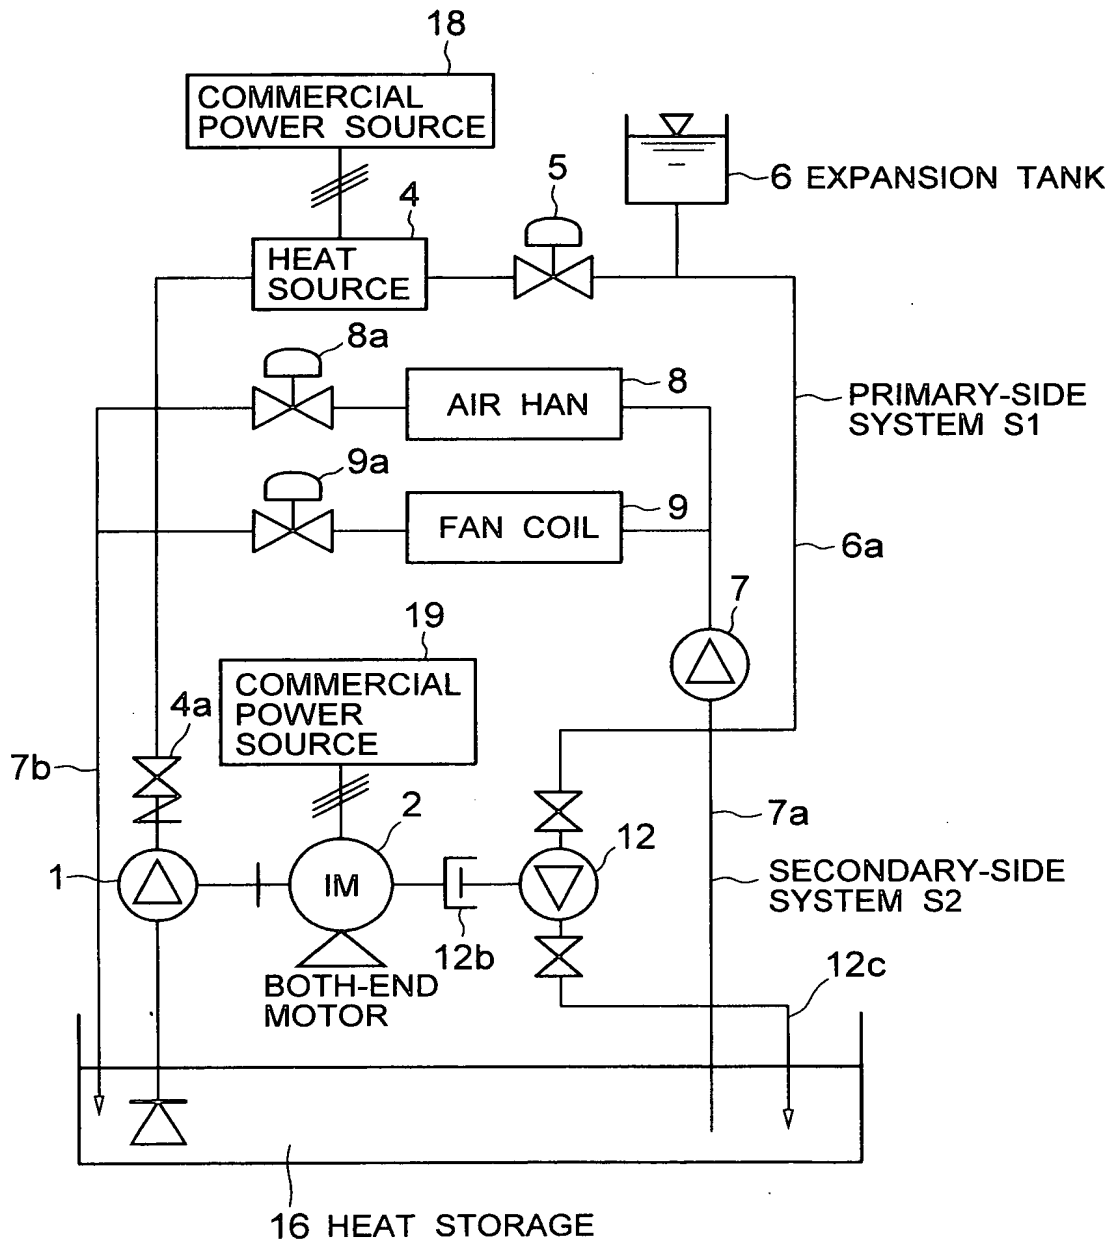 18
COMMERCIAL
POWER SOURCE
5
6 EXPANSION TANK
4
HEAT
SOURCE
8a
8
AIR HAN
PRIMARY-SIDE
SYSTEM S1
9a
9
FAN COIL
6a
7
19
COMMERCIAL
POWER
SOURCE
4a
7b
7a
2
12
1
IM
SECONDARY-SIDE
SYSTEM S2
12b
12c
BOTH-END
MOTOR
16 HEAT STORAGE